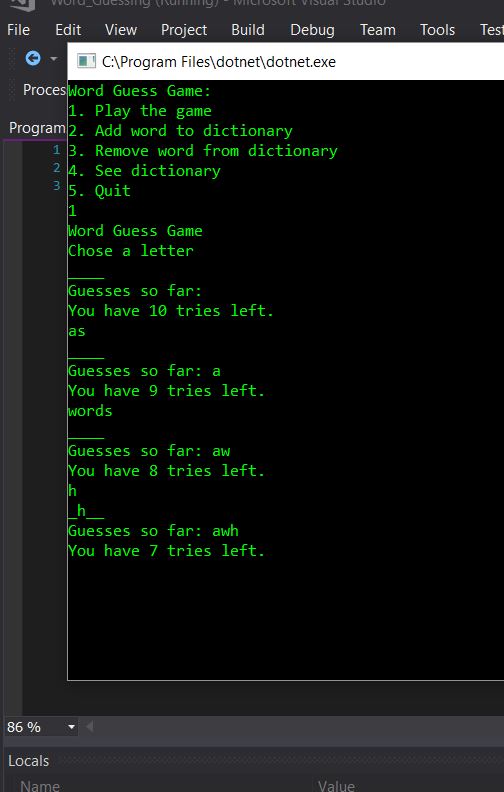 Word_Guessing (Running) - Microsoft Visual Studio
File Edit View Project Build Debug Team Tools Test
C:\Program Files\dotnet\dotnet.exe
Proces
Program
1
2
3
Word Guess Game:
1. Play the game
2. Add word to dictionary
3. Remove word from dictionary
4. See dictionary
5. Quit
1
Word Guess Game
Chose a letter
____
Guesses so far:
You have 10 tries left.
as
____
Guesses so far: a
You have 9 tries left.
words
____
Guesses so far: aw
You have 8 tries left.
h
_h__
Guesses so far: awh
You have 7 tries left.
86 %
Locals
Name Value